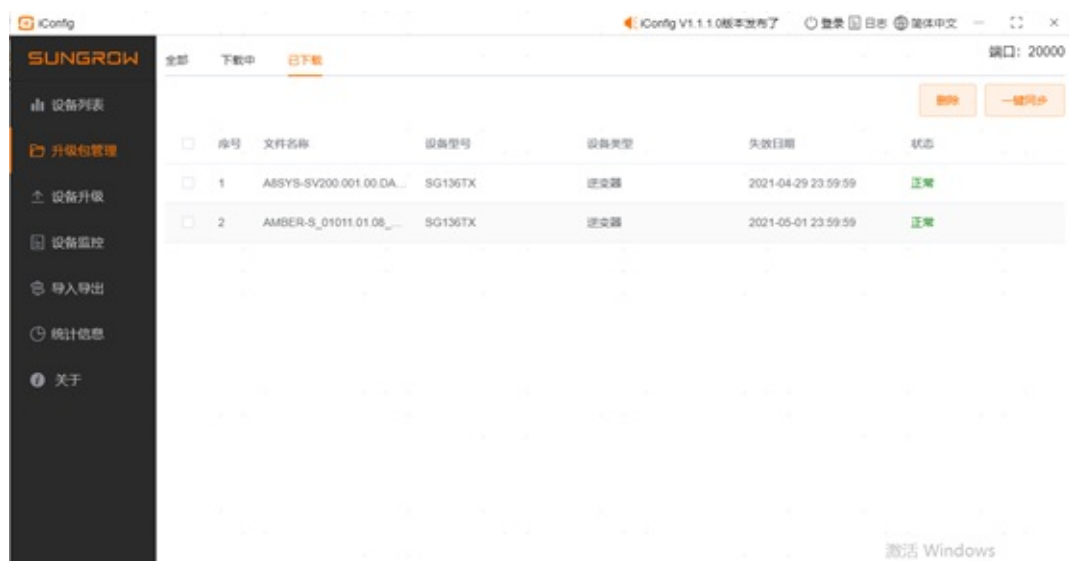 iConfig iConfig V1.1.1.0版本发布了 登录 日志 简体中文
SUNGROW 全部 下载中 已下载 端口: 20000
设备列表 删除 一键同步
升级包管理 序号 文件名称 设备型号 设备类型 失效日期 状态
1 A8SYS-SV200.001.00.DA... SG136TX 逆变器 2021-04-29 23:59:59 正常
设备升级
2 AMBER-S_01011.01.08_... SG136TX 逆变器 2021-05-01 23:59:59 正常
设备监控
导入导出
统计信息
关于
激活 Windows